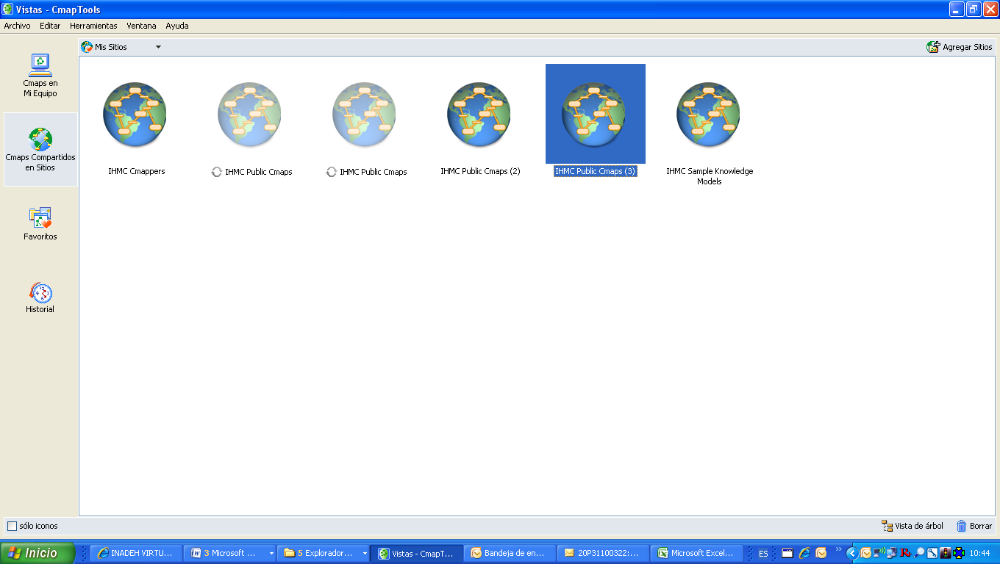 Vistas - CmapTools
Archivo Editar Herramientas Ventana Ayuda
Mis Sitios
Agregar Sitios
Cmaps en
Mi Equipo
Cmaps Compartidos
en Sitios
Favoritos
Historial
IHMC Cmappers
IHMC Public Cmaps
IHMC Public Cmaps
IHMC Public Cmaps (2)
IHMC Public Cmaps (3)
IHMC Sample Knowledge
Models
sólo iconos
Vista de árbol
Borrar
Inicio
INADEH VIRTU...
3 Microsoft ...
5 Explorador...
Vistas - CmapT...
Bandeja de en...
20P31100322:...
Microsoft Excel...
ES
10:44